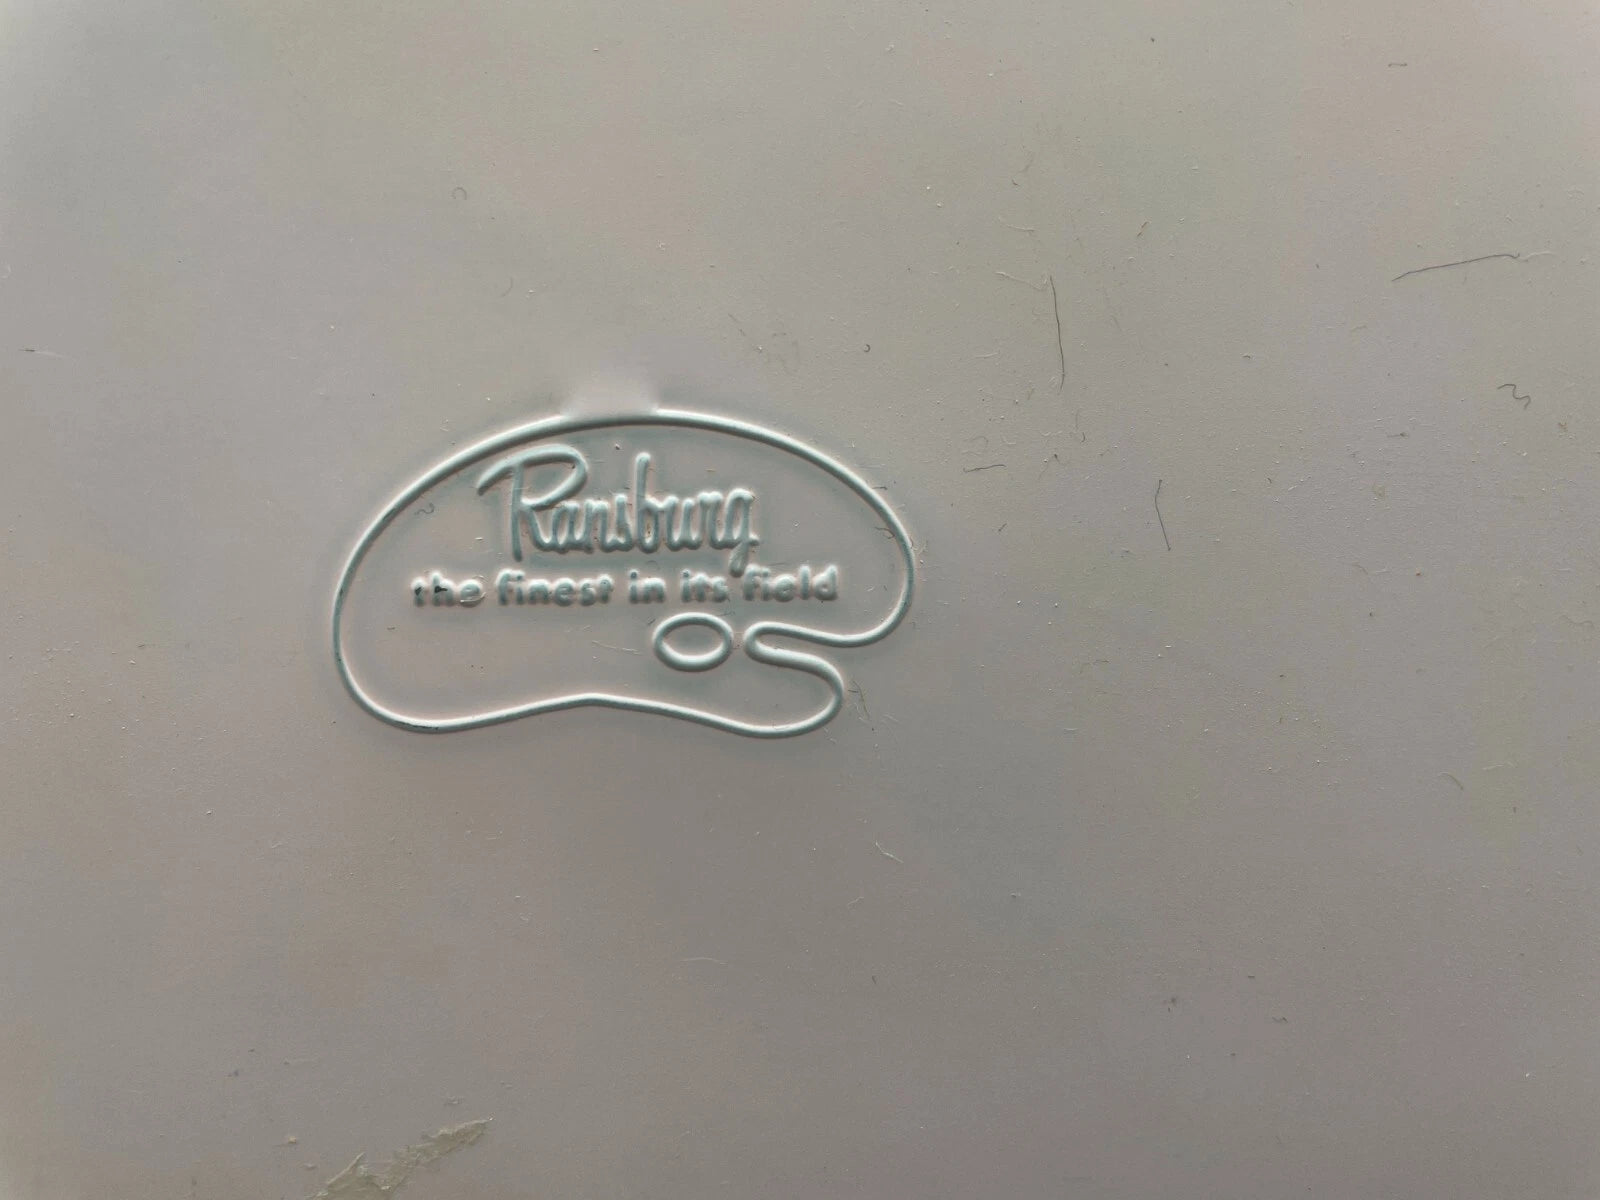 Ransburg
the finest in its field